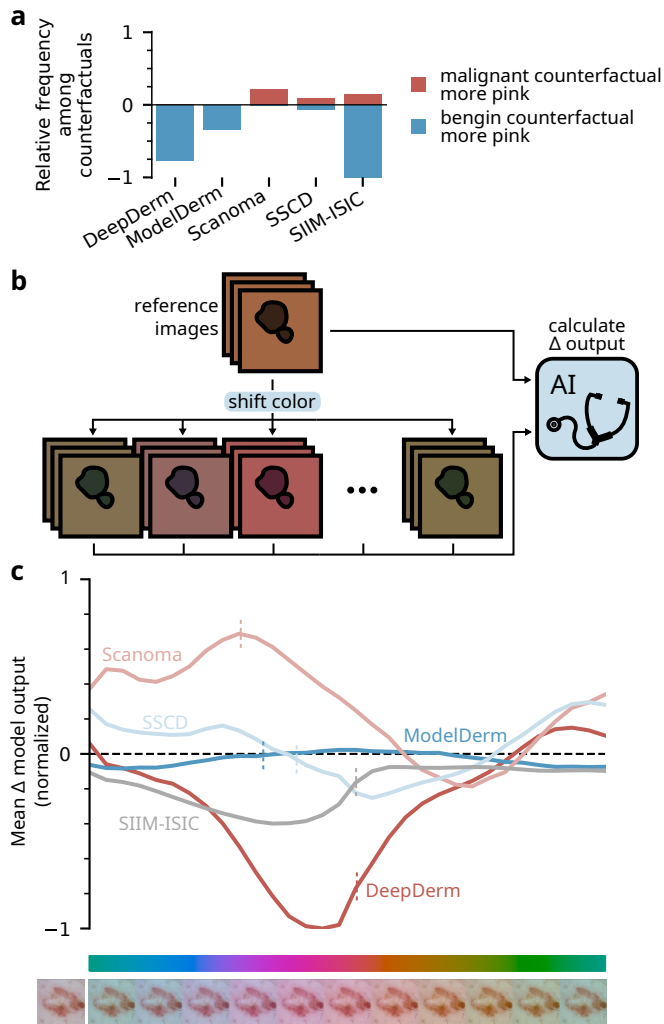 a
Relative frequency
among
counterfactuals
1
0
−1
DeepDerm
ModelDerm
Scanoma
SSCD
SIIM-ISIC
malignant counterfactual
more pink
bengin counterfactual
more pink
b
reference
images
shift color
calculate
Δ output
AI
c
Mean Δ model output
(normalized)
1
0
−1
Scanoma
SSCD
ModelDerm
SIIM-ISIC
DeepDerm